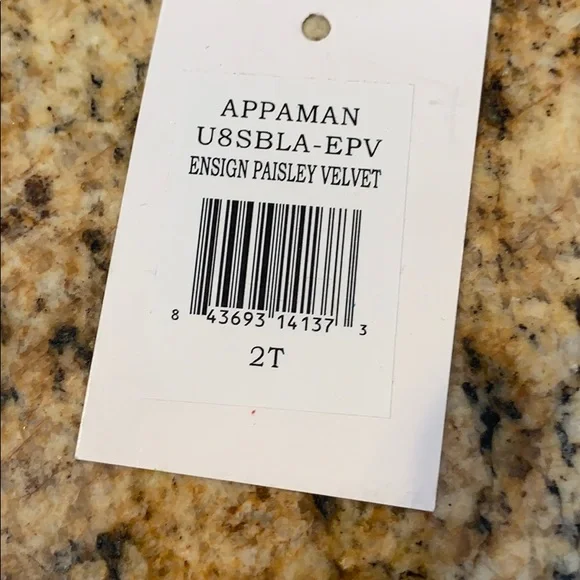 APPAMAN
U8SBLA-EPV
ENSIGN PAISLEY VELVET
8 43693 14137 3
2T